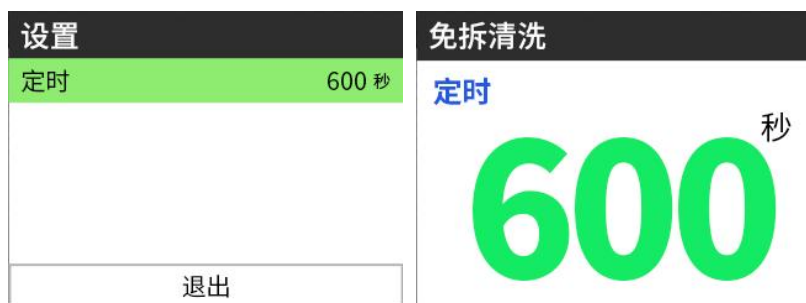 设置
定时 600 秒
退出
免拆清洗
定时
600 秒